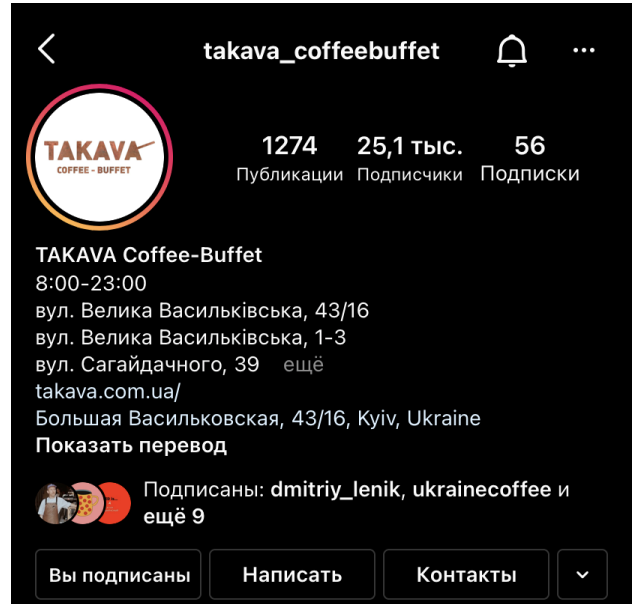 takava_coffeebuffet
TAKAVA
COFFEE - BUFFET
1274 25,1 тыс. 56
Публикации Подписчики Подписки
TAKAVA Coffee-Buffet
8:00-23:00
вул. Велика Васильківська, 43/16
вул. Велика Васильківська, 1-3
вул. Сагайдачного, 39 ещё
takava.com.ua/
Большая Васильковская, 43/16, Kyiv, Ukraine
Показать перевод
Подписаны: dmitriy_lenik, ukrainecoffee и
ещё 9
Вы подписаны Написать Контакты